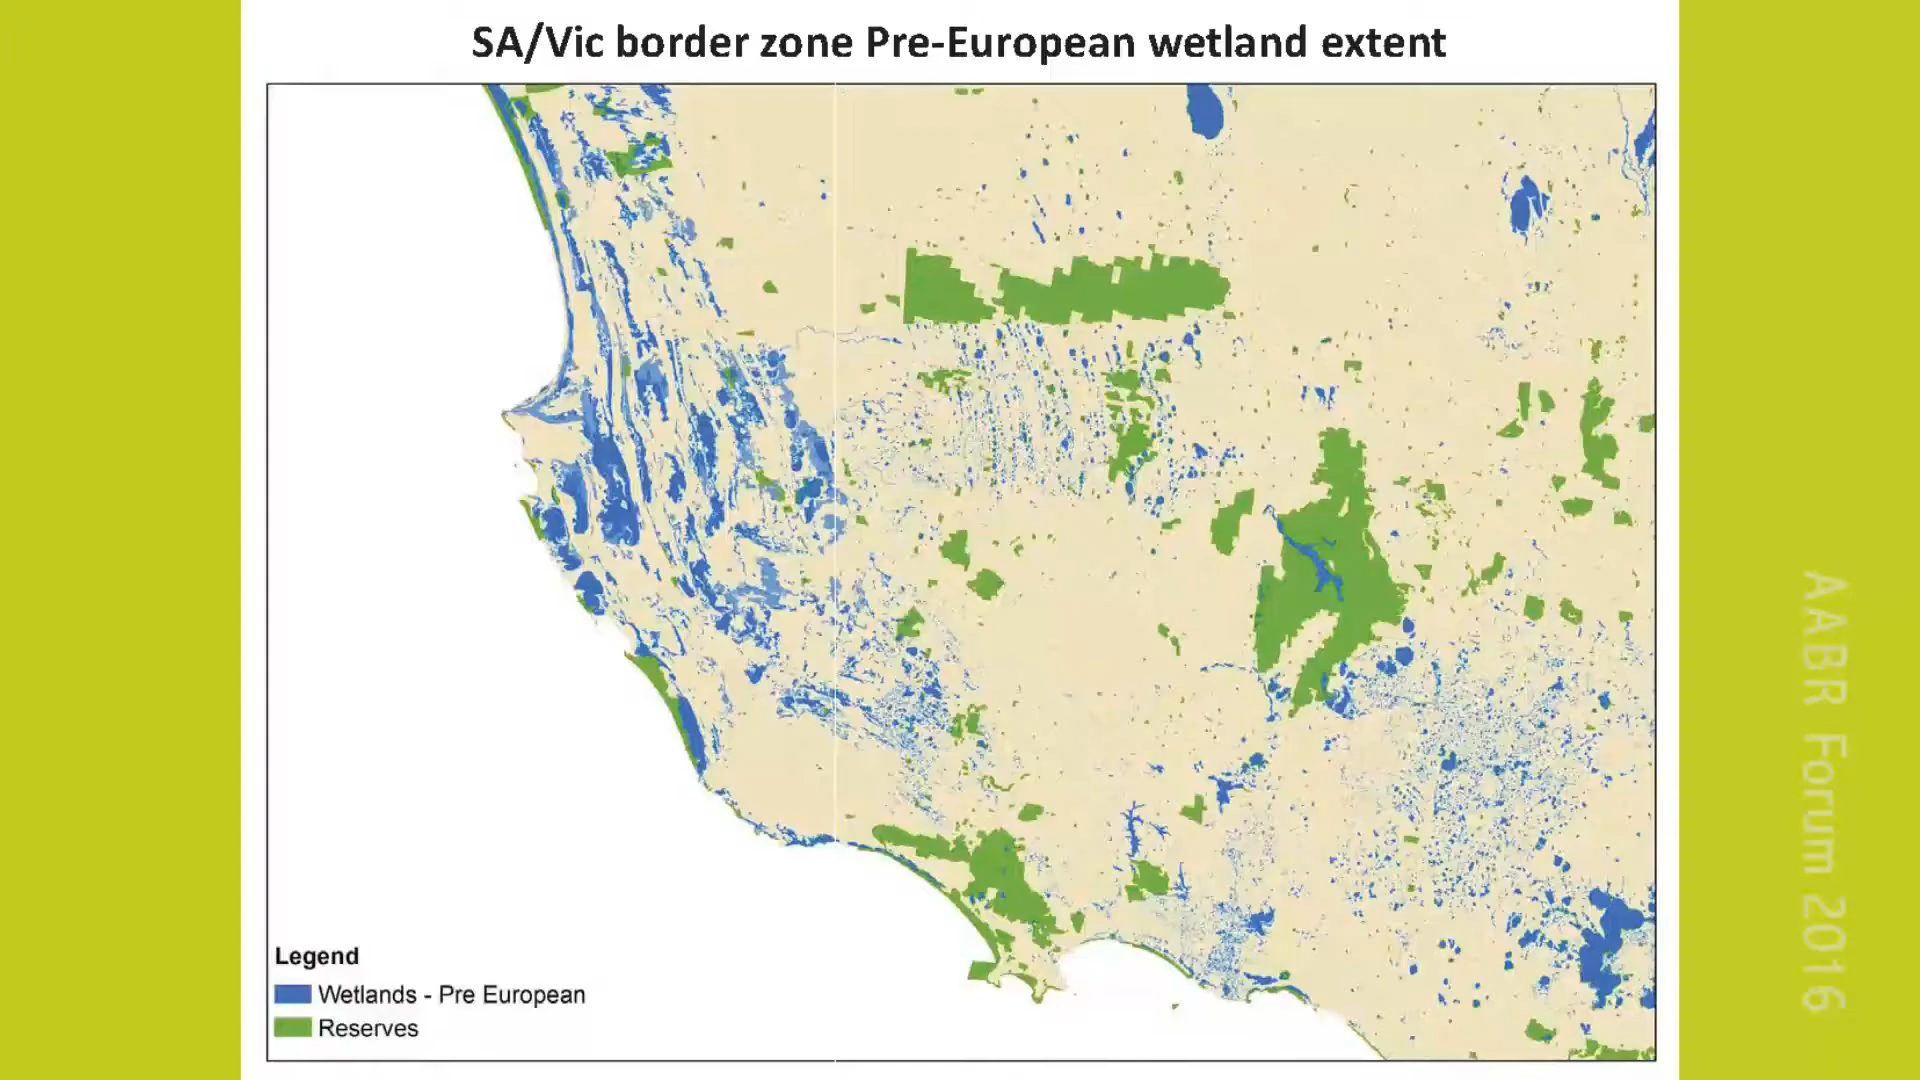 SA/Vic border zone Pre-European wetland extent
Legend
Wetlands - Pre European
Reserves
AABR Forum 2016